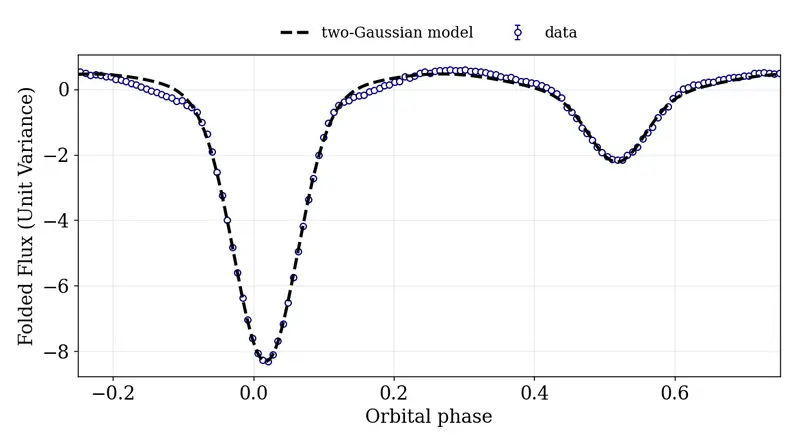 two-Gaussian model data
Folded Flux (Unit Variance)
0
−2
−4
−6
−8
−0.2 0.0 0.2 0.4 0.6
Orbital phase